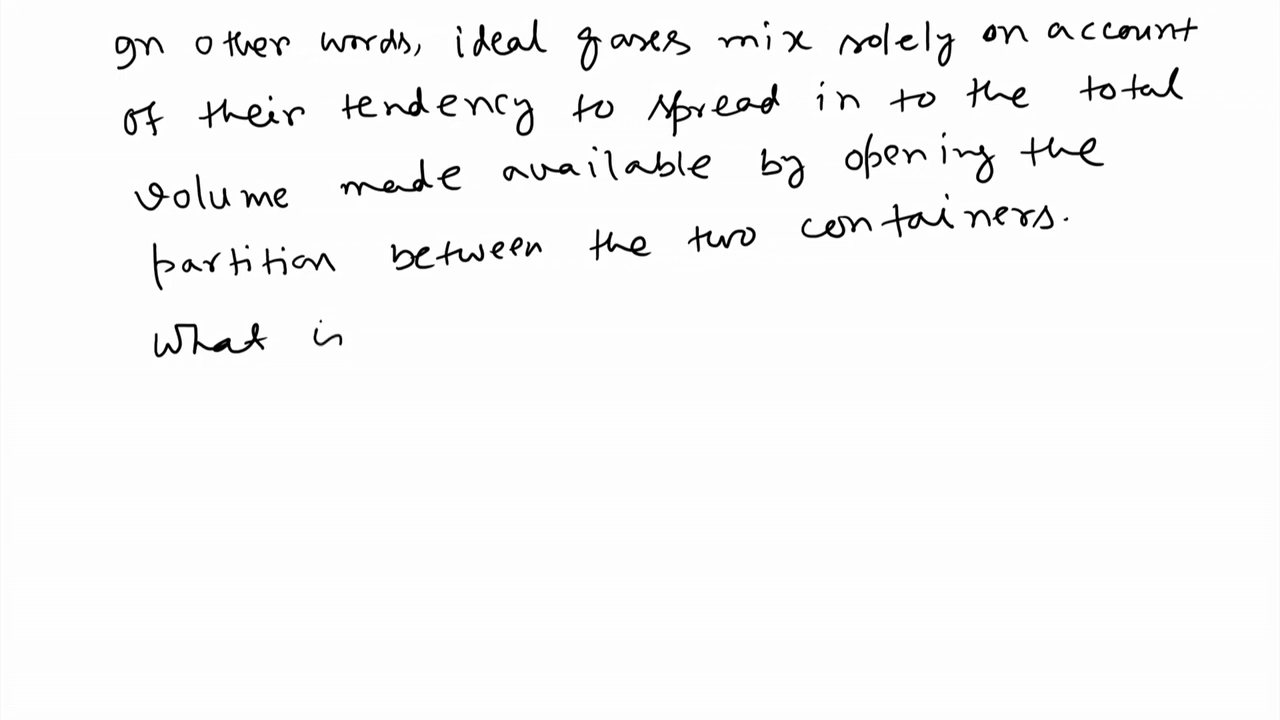 In other words, ideal gases mix solely on account
of their tendency to spread in to the total
volume made available by opening the
partition between the two containers.
What is